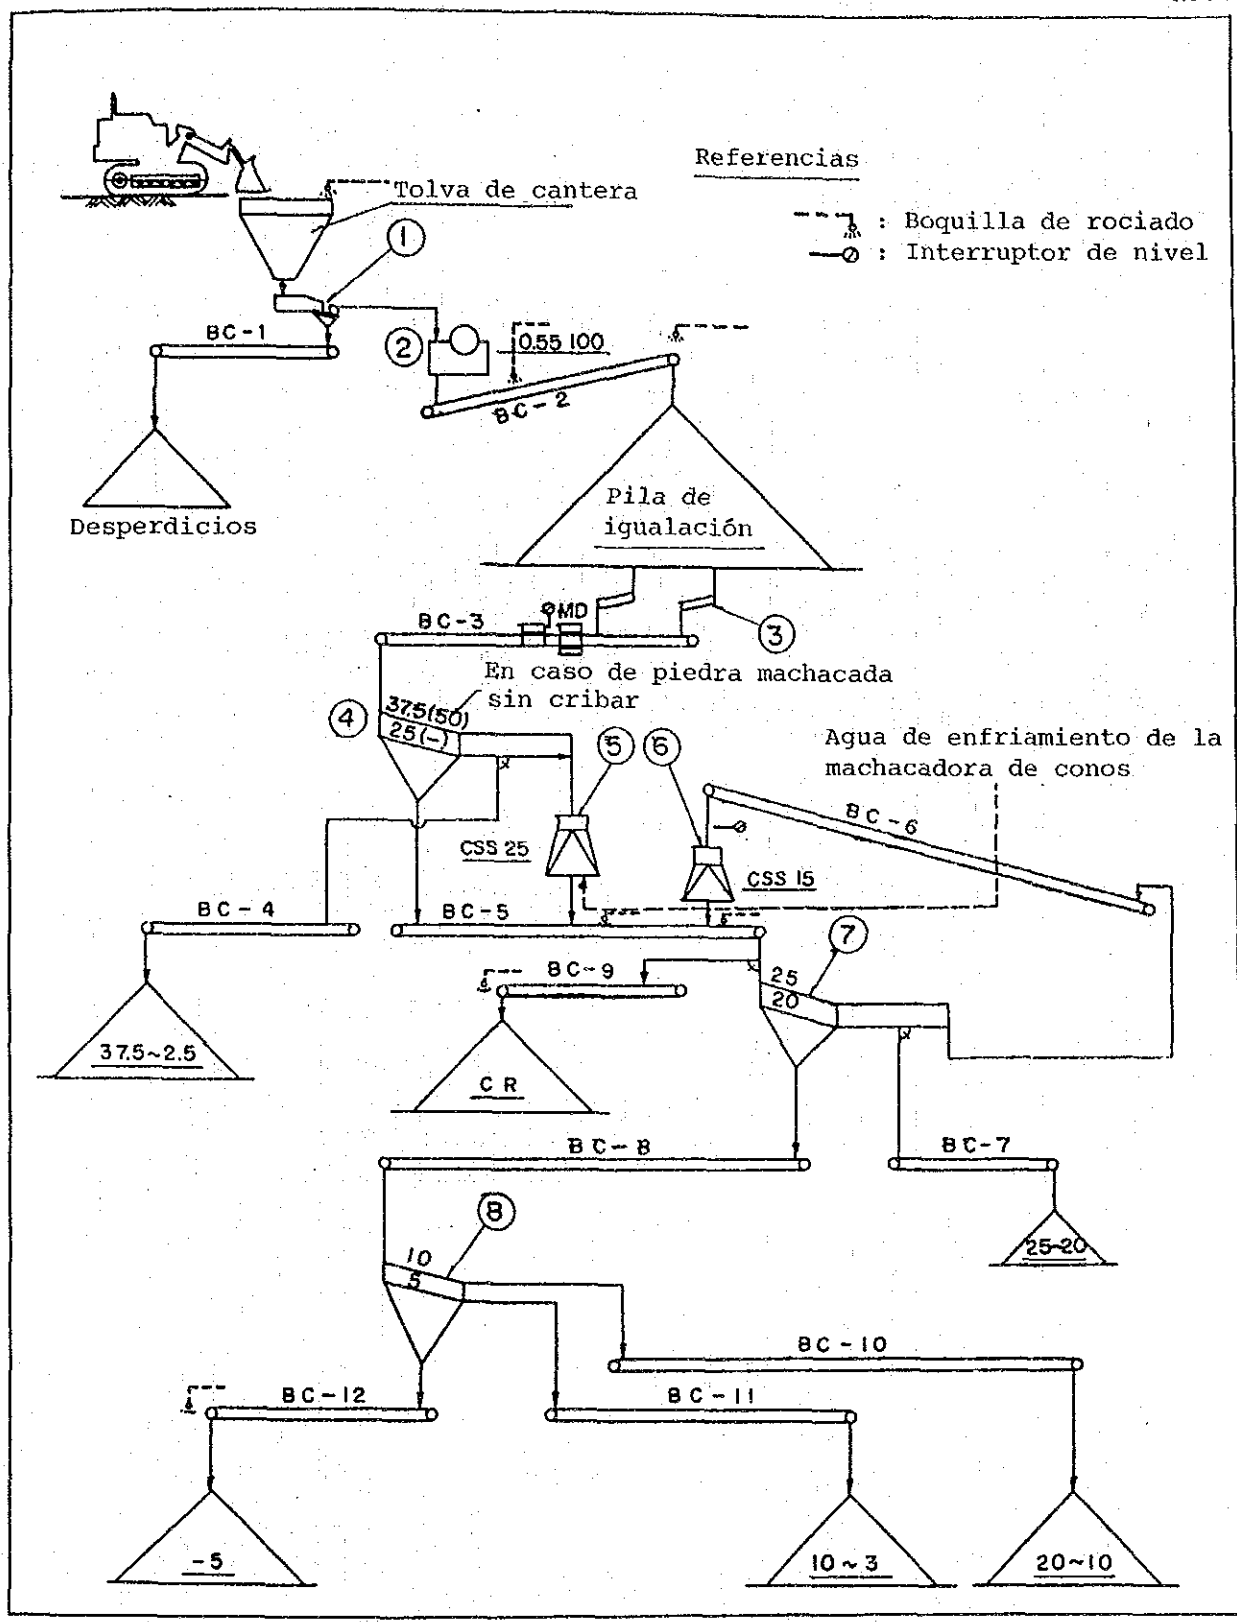 Referencias
Tolva de cantera
: Boquilla de rociado
: Interruptor de nivel
1
BC-1
2
0.55 100
BC-2
Pila de
igualación
Desperdicios
BC-3
MD
3
En caso de piedra machacada
sin cribar
4
37.5(50)
25(-)
5
6
Agua de enfriamiento de la
machacadora de conos
BC-6
CSS 25
CSS 15
BC-4
BC-5
7
BC-9
25
20
37.5~2.5
C R
BC-8
BC-7
8
25~20
10
5
BC-10
BC-12
BC-11
-5
10~3
20~10